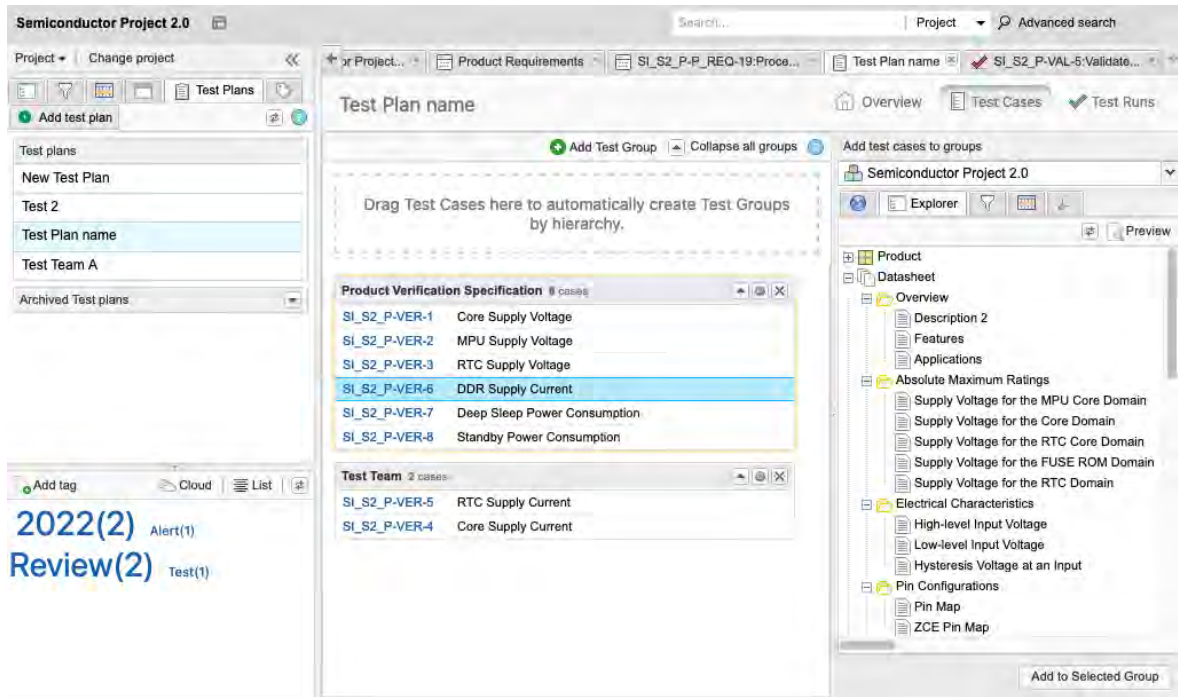 Semiconductor Project 2.0
Search...
Project
Advanced search
Project
Change project
Test Plans
Add test plan
Test plans
New Test Plan
Test 2
Test Plan name
Test Team A
Archived Test plans
Add tag
Cloud
List
2022(2) Alert(1)
Review(2) Test(1)
or Project...
Product Requirements
SI_S2_P-P_REQ-19:Proce...
Test Plan name
SI_S2_P-VAL-5:Validate...
Test Plan name
Overview
Test Cases
Test Runs
Add Test Group
Collapse all groups
Drag Test Cases here to automatically create Test Groups
by hierarchy.
Product Verification Specification 6 cases
SI_S2_P-VER-1 Core Supply Voltage
SI_S2_P-VER-2 MPU Supply Voltage
SI_S2_P-VER-3 RTC Supply Voltage
SI_S2_P-VER-6 DDR Supply Current
SI_S2_P-VER-7 Deep Sleep Power Consumption
SI_S2_P-VER-8 Standby Power Consumption
Test Team 2 cases
SI_S2_P-VER-5 RTC Supply Current
SI_S2_P-VER-4 Core Supply Current
Add test cases to groups
Semiconductor Project 2.0
Explorer
Preview
Product
Datasheet
Overview
Description 2
Features
Applications
Absolute Maximum Ratings
Supply Voltage for the MPU Core Domain
Supply Voltage for the Core Domain
Supply Voltage for the RTC Core Domain
Supply Voltage for the FUSE ROM Domain
Supply Voltage for the RTC Domain
Electrical Characteristics
High-level Input Voltage
Low-level Input Voltage
Hysteresis Voltage at an Input
Pin Configurations
Pin Map
ZCE Pin Map
Add to Selected Group